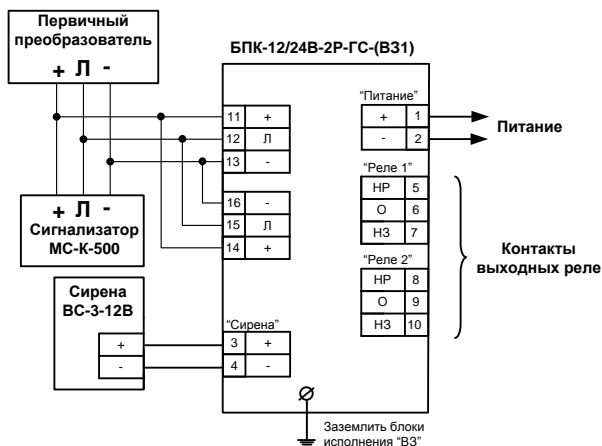 Первичный
преобразователь
+ Л -
БПК-12/24В-2Р-ГС-(В31)
11 +
12 Л
13 -
16 -
15 Л
14 +
+ Л -
Сигнализатор
МС-К-500
Сирена
ВС-3-12В
+
-
"Сирена"
3 +
4 -
"Питание"
+ 1
- 2
Питание
"Реле 1"
НР 5
О 6
НЗ 7
"Реле 2"
НР 8
О 9
НЗ 10
Контакты
выходных реле
Заземлить блоки
исполнения "В3"